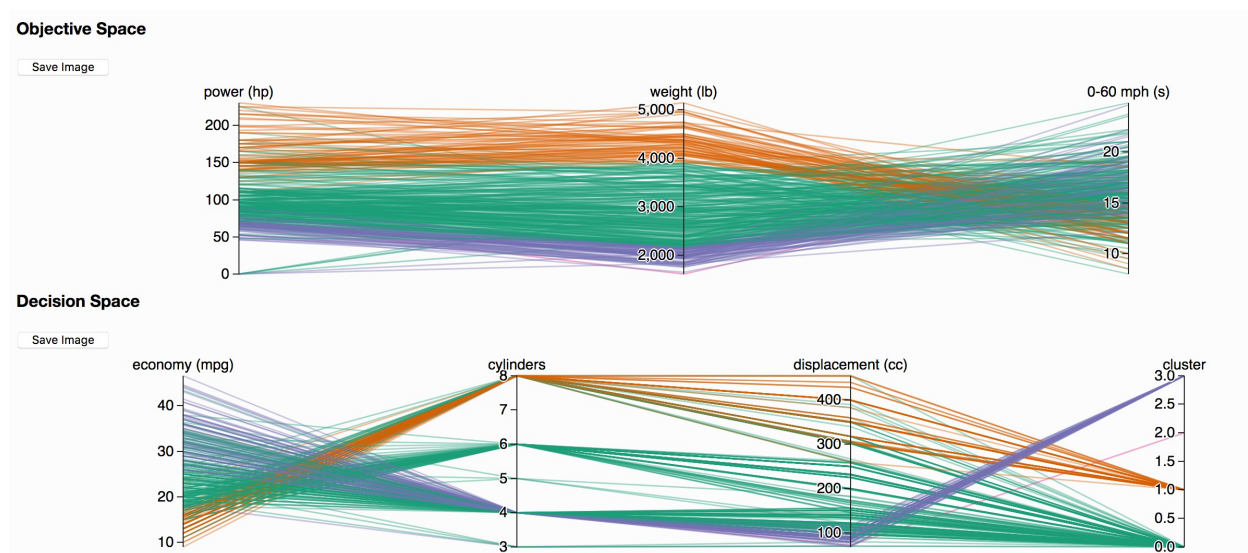 Objective Space
Save Image
power (hp) weight (lb) 0-60 mph (s)
5,000
200
4,000 20
150
100 3,000 15
50
2,000 10
0
Decision Space
Save Image
economy (mpg) cylinders displacement (cc) cluster
8 3.0
40 7 400 2.5
30 6 300 2.0
1.5
20 5 200 1.0
4 100 0.5
10 3 0.0